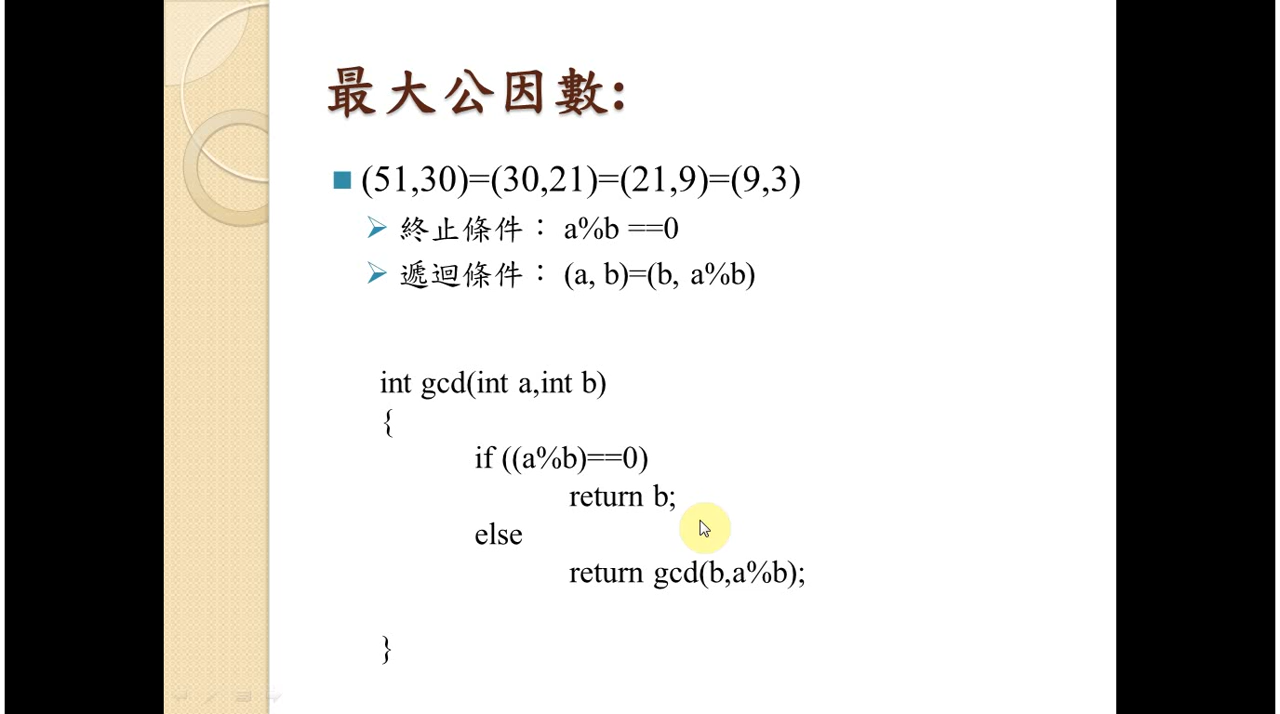 最大公因數:
(51,30)=(30,21)=(21,9)=(9,3)
終止條件： a%b ==0
遞迴條件： (a, b)=(b, a%b)
int gcd(int a,int b)
{
if ((a%b)==0)
return b;
else
return gcd(b,a%b);
}